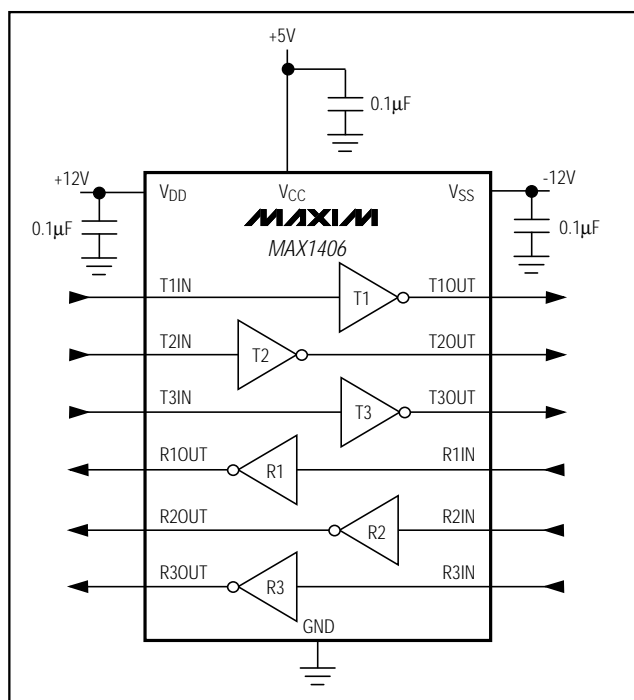 +5V
0.1µF
+12V
-12V
VDD
VCC
VSS
0.1µF
0.1µF
MAXIM
MAX1406
T1IN
T1
T1OUT
T2IN
T2
T2OUT
T3IN
T3
T3OUT
R1OUT
R1
R1IN
R2OUT
R2
R2IN
R3OUT
R3
R3IN
GND